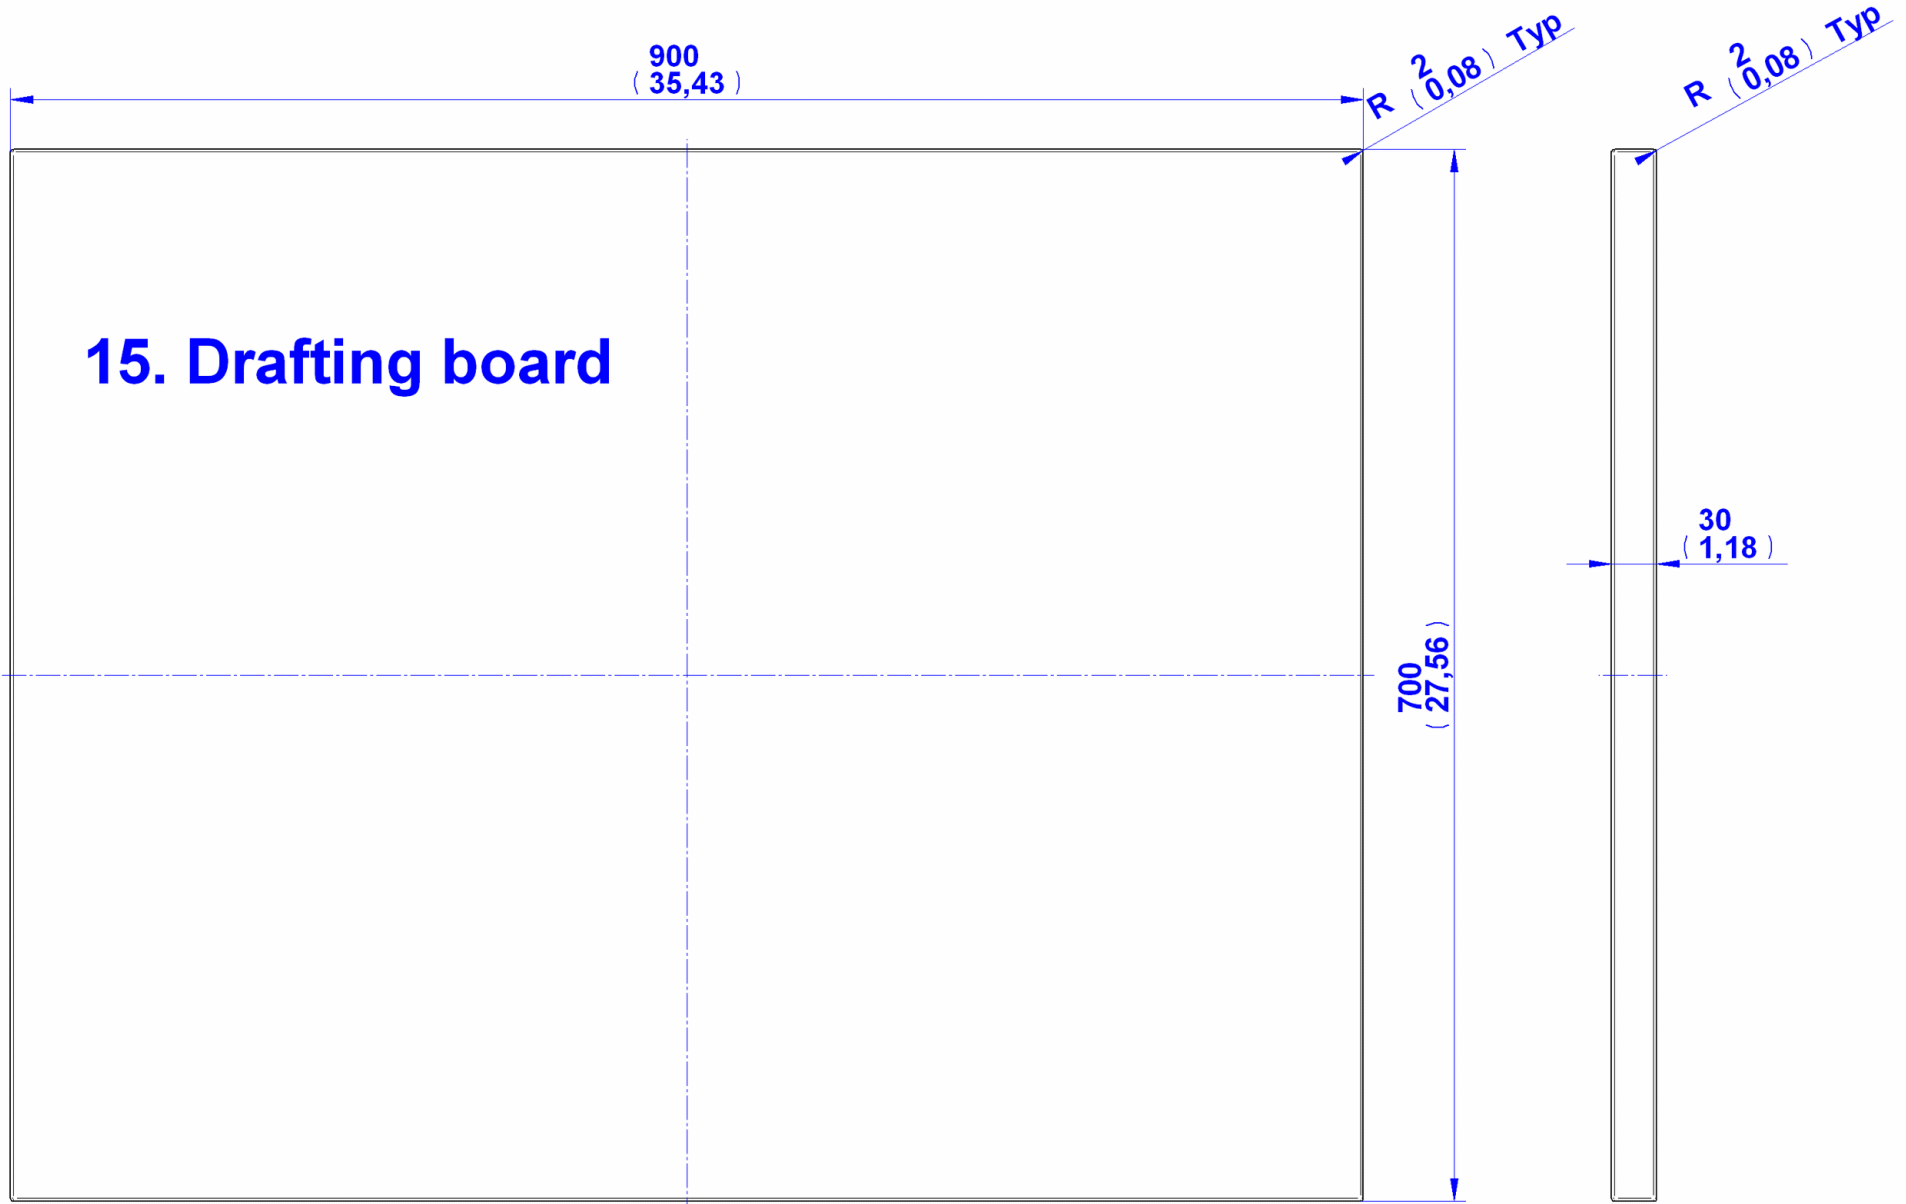 900
( 35,43 )
2
R ( 0,08 ) Typ
2
R ( 0,08 ) Typ
15. Drafting board
30
( 1,18 )
700
( 27,56 )